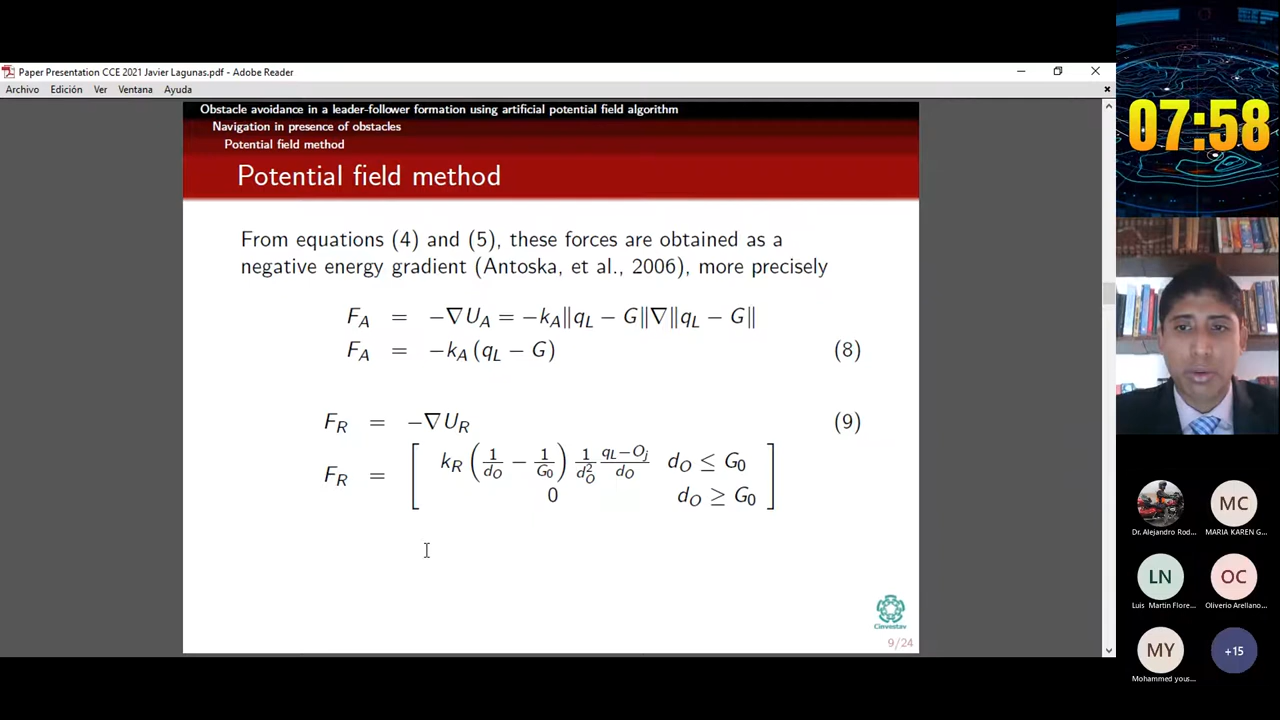 Paper Presentation CCE 2021 Javier Lagunas.pdf - Adobe Reader
Archivo Edición Ver Ventana Ayuda
Obstacle avoidance in a leader-follower formation using artificial potential field algorithm
Navigation in presence of obstacles
Potential field method
Potential field method
From equations (4) and (5), these forces are obtained as a
negative energy gradient (Antoska, et al., 2006), more precisely
F_A = −∇U_A = −k_A‖q_L − G‖∇‖q_L − G‖
F_A = −k_A (q_L − G) (8)
F_R = −∇U_R (9)
F_R = [ k_R (1/d_O − 1/G_0) 1/d_O^2 (q_L−O_j)/d_O d_O ≤ G_0
0 d_O ≥ G_0 ]
Cinvestav
9/24
07:58
Dr. Alejandro Rod... MARIA KAREN G...
MC
LN OC
Luis Martin Flore... Oliverio Arellano...
MY +15
Mohammed yous...